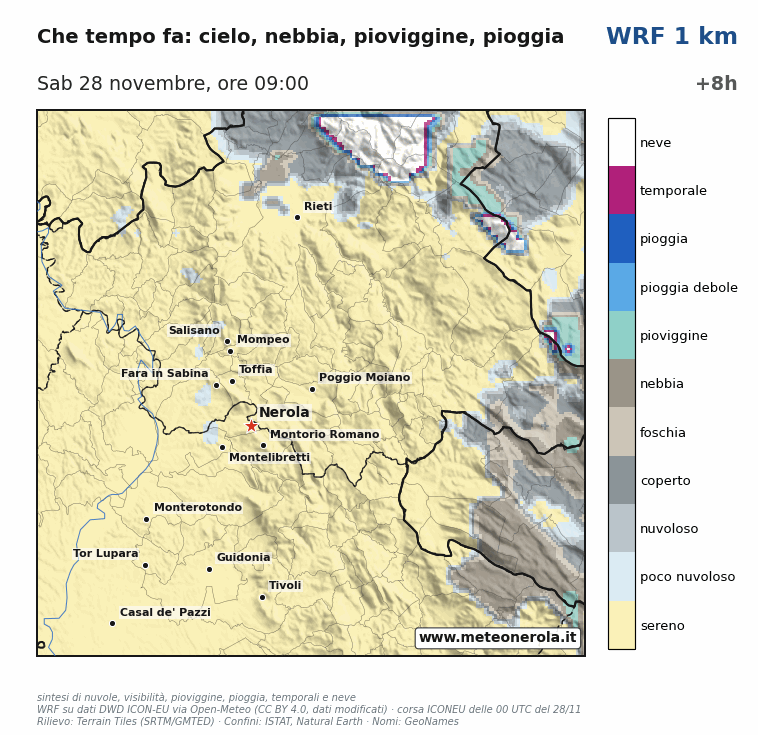 Che tempo fa: cielo, nebbia, pioviggine, pioggia
WRF 1 km
Sab 28 novembre, ore 09:00
+8h
neve
temporale
pioggia
pioggia debole
pioviggine
nebbia
foschia
coperto
nuvoloso
poco nuvoloso
sereno
Rieti
Salisano
Mompeo
Fara in Sabina
Toffia
Poggio Moiano
Nerola
Montorio Romano
Montelibretti
Monterotondo
Tor Lupara
Guidonia
Tivoli
Casal de' Pazzi
www.meteonerola.it
sintesi di nuvole, visibilità, pioviggine, pioggia, temporali e neve
WRF su dati DWD ICON-EU via Open-Meteo (CC BY 4.0, dati modificati) · corsa ICONEU delle 00 UTC del 28/11
Rilievo: Terrain Tiles (SRTM/GMTED) · Confini: ISTAT, Natural Earth · Nomi: GeoNames